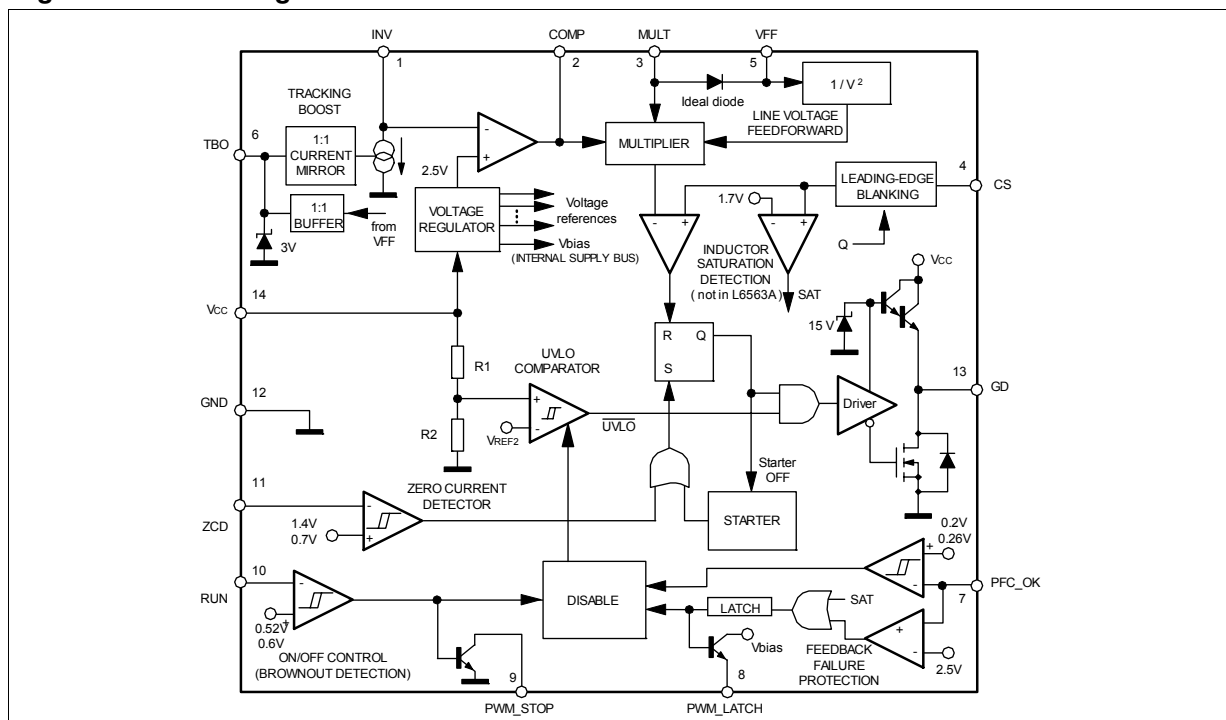 INV
COMP
MULT
VFF
1
2
3
5
1 / V²
Ideal diode
LINE VOLTAGE
FEEDFORWARD
TRACKING
BOOST
TBO
6
1:1
CURRENT
MIRROR
-
+
MULTIPLIER
2.5V
4
CS
LEADING-EDGE
BLANKING
1:1
BUFFER
from
VFF
3V
VOLTAGE
REGULATOR
Voltage
references
Vbias
(INTERNAL SUPPLY BUS)
1.7V
- +
- +
Q
INDUCTOR
SATURATION
DETECTION
( not in L6563A)
SAT
Vcc
14
Vcc
15 V
R Q
S
R1
UVLO
COMPARATOR
13
GD
12
GND
+
-
VREF2
UVLO
Driver
R2
Starter
OFF
11
ZCD
ZERO CURRENT
DETECTOR
-
+
1.4V
0.7V
STARTER
0.2V
0.26V
+
-
10
RUN
-
+
0.52V
0.6V
DISABLE
PFC_OK
7
LATCH
SAT
+
-
2.5V
ON/OFF CONTROL
(BROWNOUT DETECTION)
Vbias
FEEDBACK
FAILURE
PROTECTION
9
8
PWM_STOP
PWM_LATCH